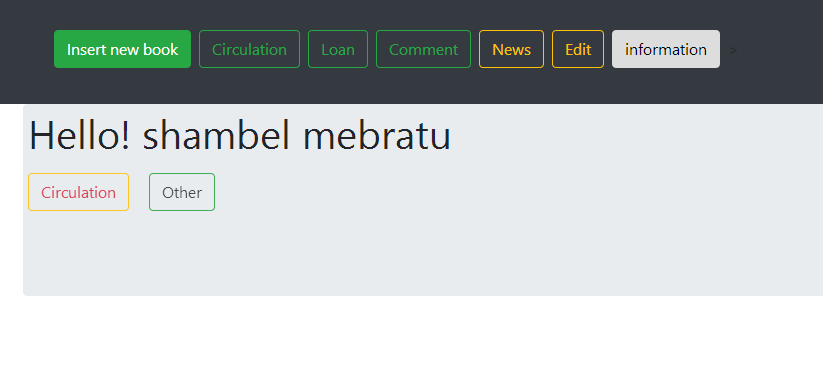 Insert new book Circulation Loan Comment News Edit information >
Hello! shambel mebratu
Circulation Other